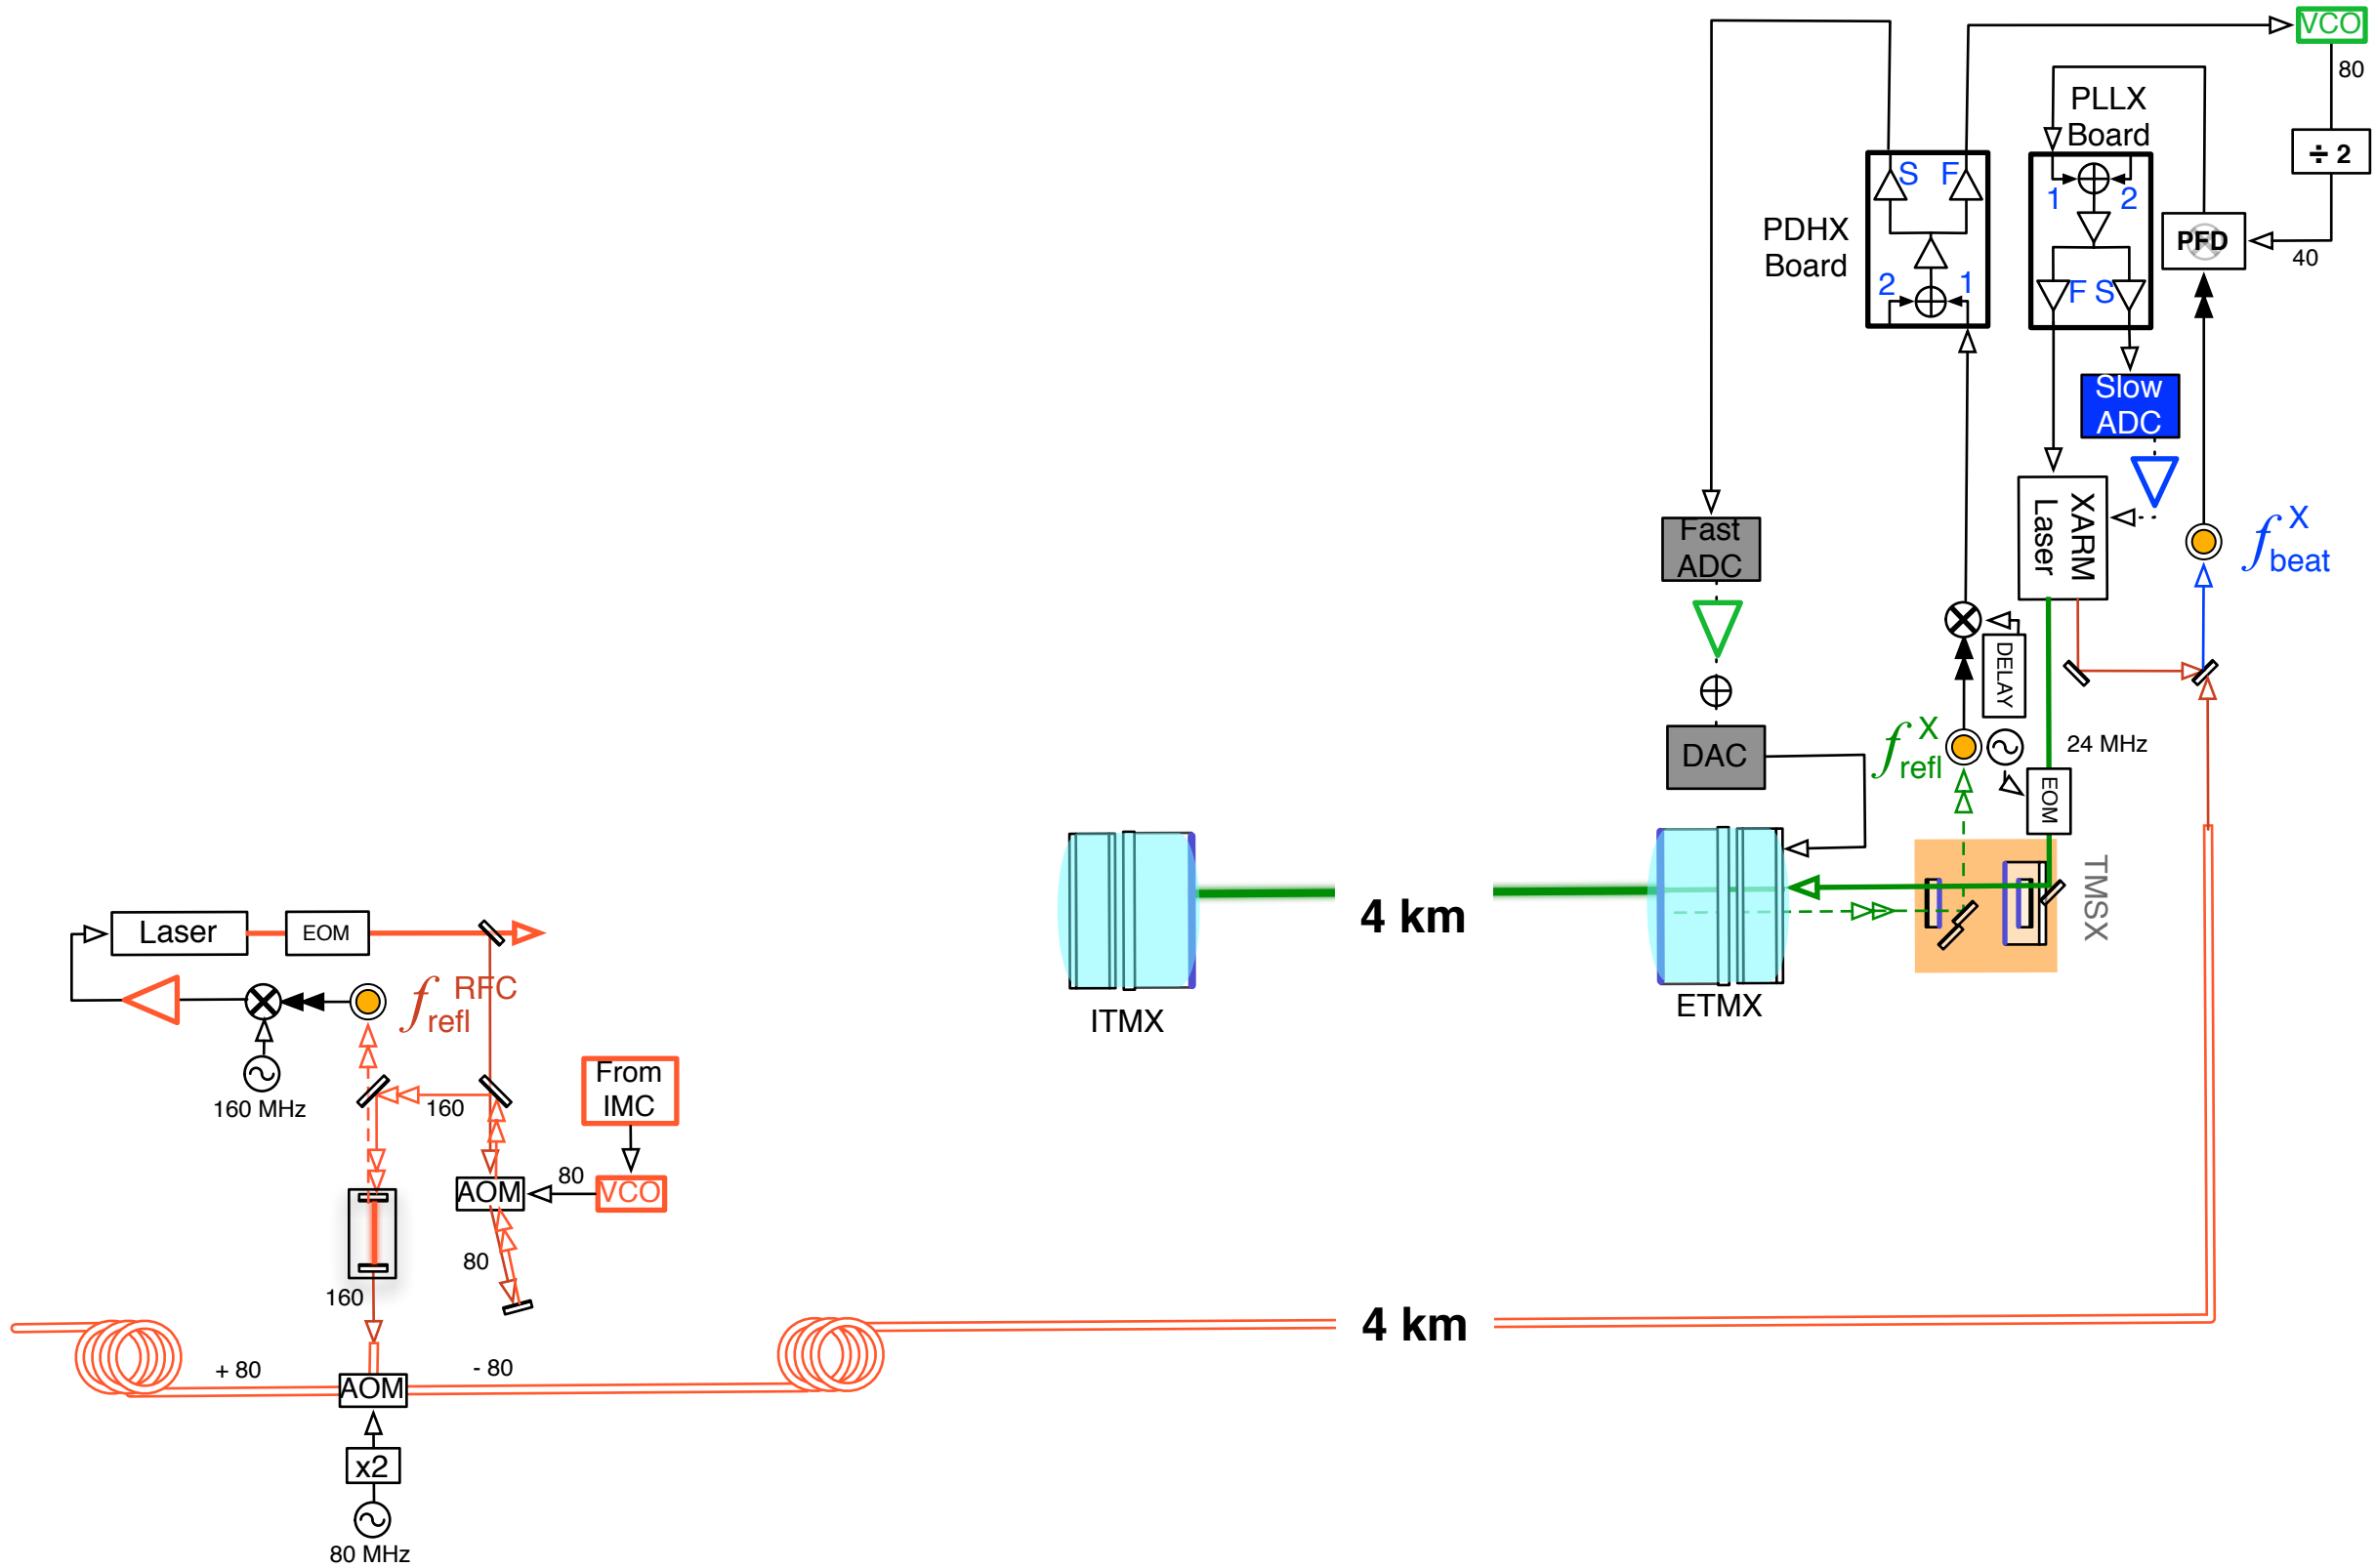 VCO
80
÷ 2
40
PLLX
Board
1
2
F
S
PFD
S
F
PDHX
Board
2
1
Slow
ADC
XARM
Laser
f X beat
Fast
ADC
DELAY
DAC
f X refl
24 MHz
EOM
TMSX
4 km
ITMX
ETMX
Laser
EOM
f RFC refl
160 MHz
160
From
IMC
AOM
80
VCO
80
160
4 km
+ 80
- 80
AOM
x2
80 MHz